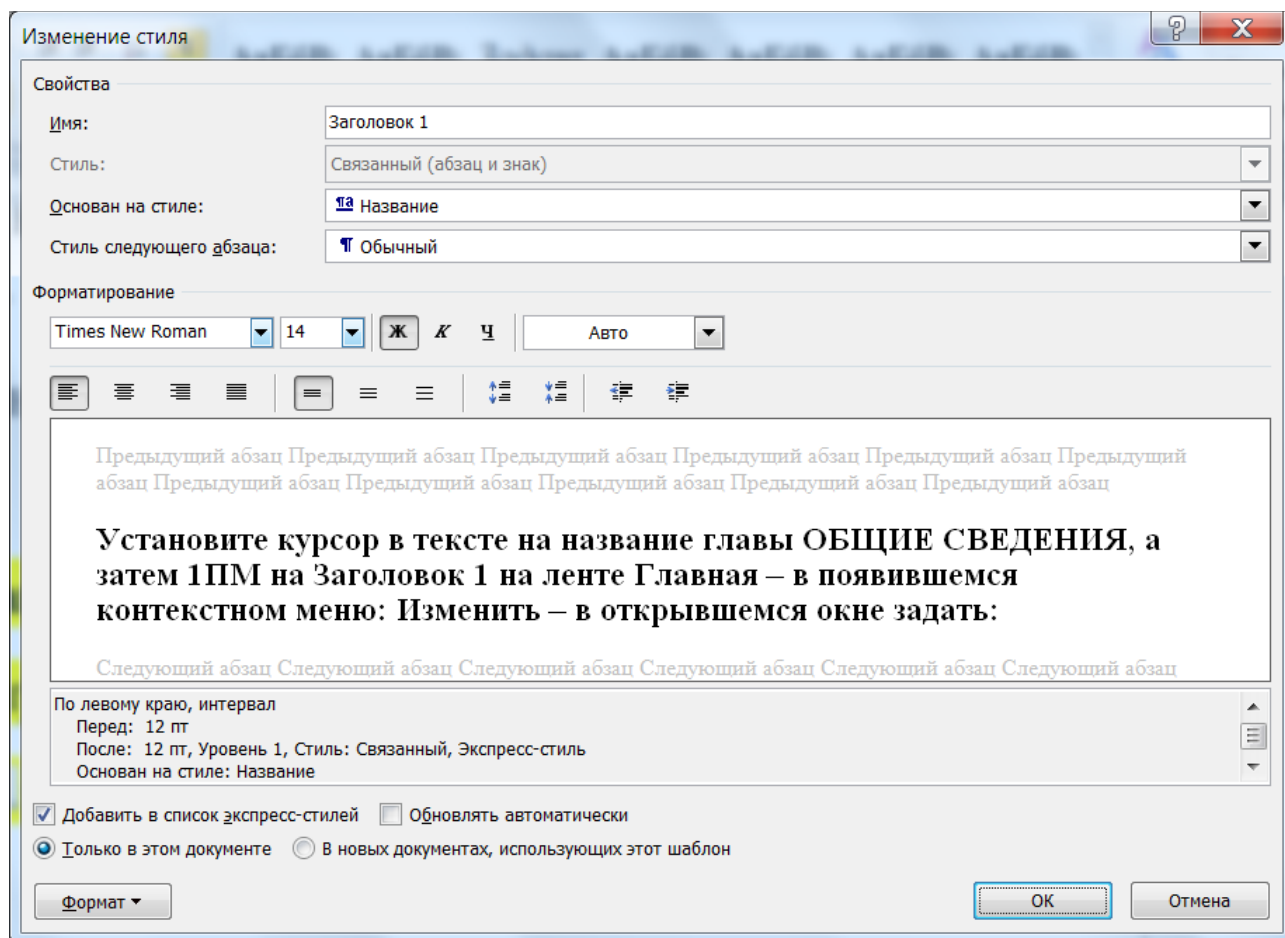 Изменение стиля
Свойства
Имя:
Заголовок 1
Стиль:
Связанный (абзац и знак)
Основан на стиле:
Название
Стиль следующего абзаца:
Обычный
Форматирование
Times New Roman 14 Ж К Ч Авто
Предыдущий абзац Предыдущий абзац Предыдущий абзац Предыдущий абзац Предыдущий абзац Предыдущий
абзац Предыдущий абзац Предыдущий абзац Предыдущий абзац Предыдущий абзац Предыдущий абзац
Установите курсор в тексте на название главы ОБЩИЕ СВЕДЕНИЯ, а
затем 1ПМ на Заголовок 1 на ленте Главная – в появившемся
контекстном меню: Изменить – в открывшемся окне задать:
Следующий абзац Следующий абзац Следующий абзац Следующий абзац Следующий абзац Следующий абзац
По левому краю, интервал
Перед: 12 пт
После: 12 пт, Уровень 1, Стиль: Связанный, Экспресс-стиль
Основан на стиле: Название
Добавить в список экспресс-стилей Обновлять автоматически
Только в этом документе В новых документах, использующих этот шаблон
Формат ОК Отмена